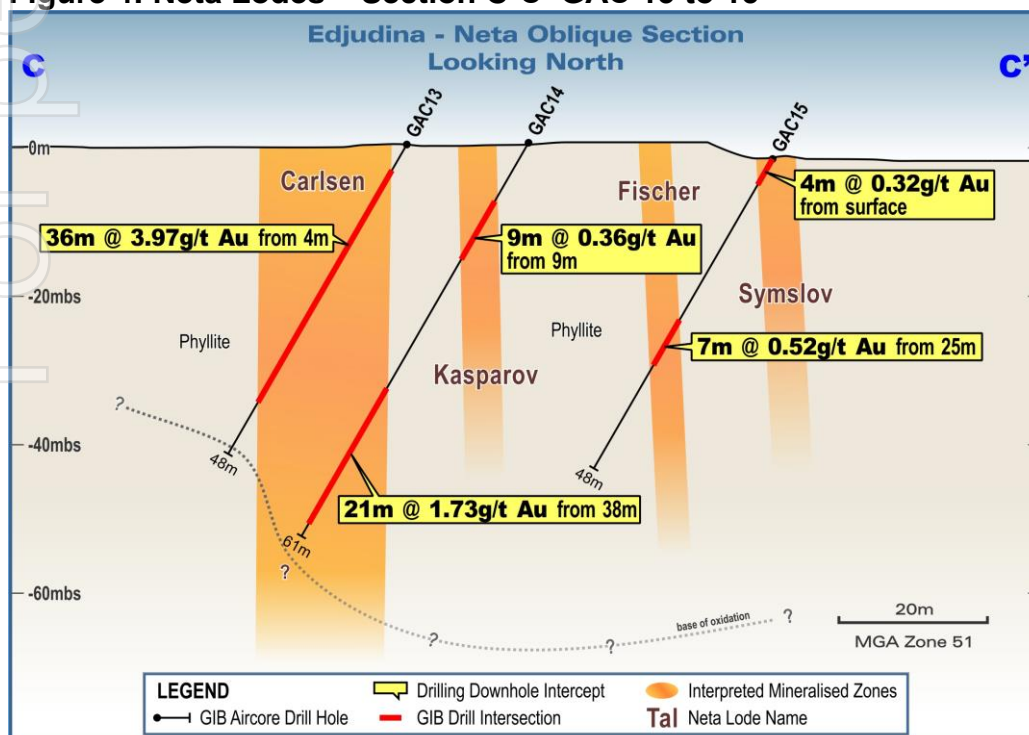 Edjudina - Neta Oblique Section
Looking North
C
C'
GAC13
GAC14
GAC15
0m
Carlsen
Fischer
4m @ 0.32g/t Au
from surface
36m @ 3.97g/t Au from 4m
9m @ 0.36g/t Au
from 9m
-20mbs
Symslov
Phyllite
Phyllite
7m @ 0.52g/t Au from 25m
Kasparov
?
-40mbs
48m
48m
21m @ 1.73g/t Au from 38m
61m
?
-60mbs
base of oxidation
?
?
?
20m
MGA Zone 51
LEGEND
Drilling Downhole Intercept
Interpreted Mineralised Zones
GIB Aircore Drill Hole
GIB Drill Intersection
Tal Neta Lode Name